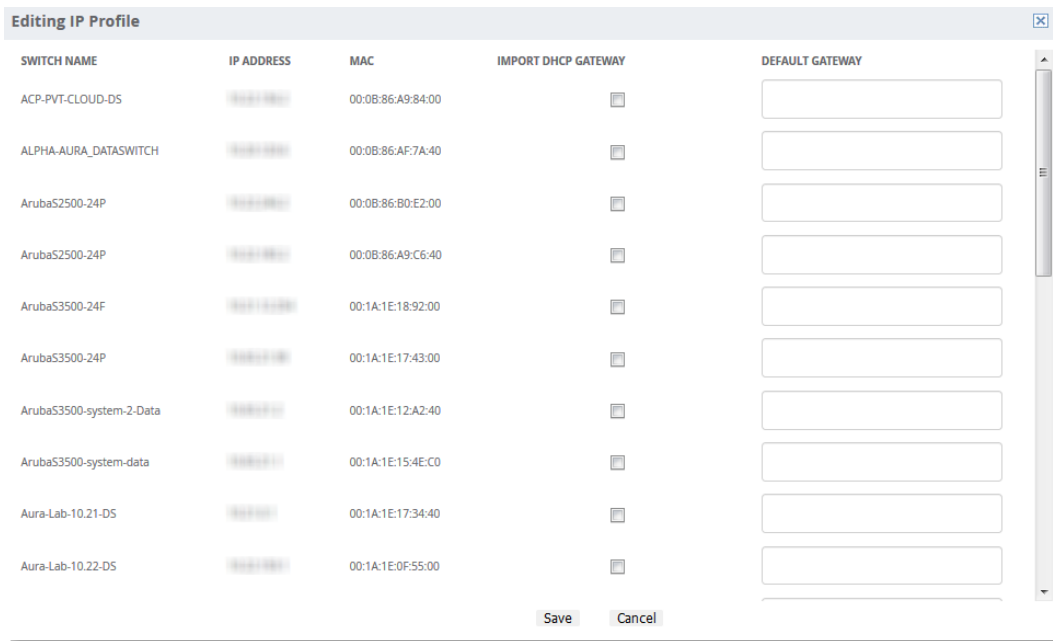 Editing IP Profile
SWITCH NAME IP ADDRESS MAC IMPORT DHCP GATEWAY DEFAULT GATEWAY
ACP-PVT-CLOUD-DS 00:0B:86:A9:84:00
ALPHA-AURA_DATASWITCH 00:0B:86:AF:7A:40
ArubaS2500-24P 00:0B:86:B0:E2:00
ArubaS2500-24P 00:0B:86:A9:C6:40
ArubaS3500-24F 00:1A:1E:18:92:00
ArubaS3500-24P 00:1A:1E:17:43:00
ArubaS3500-system-2-Data 00:1A:1E:12:A2:40
ArubaS3500-system-data 00:1A:1E:15:4E:C0
Aura-Lab-10.21-DS 00:1A:1E:17:34:40
Aura-Lab-10.22-DS 00:1A:1E:0F:55:00
Save Cancel